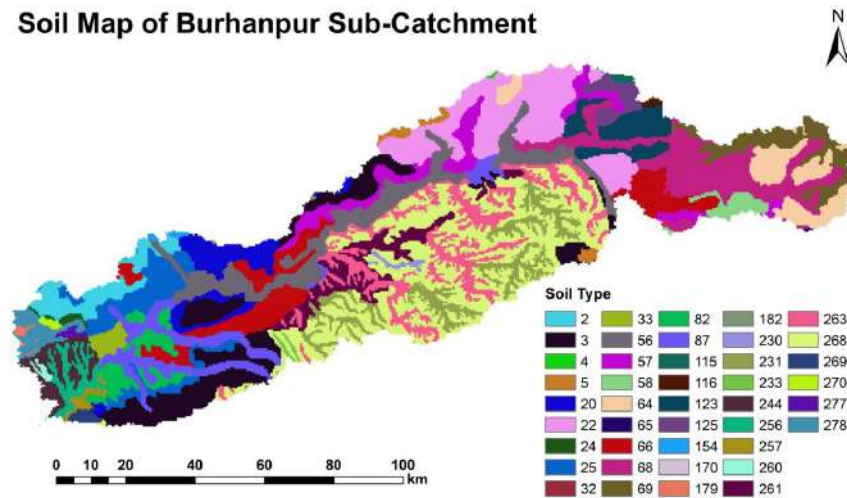 Soil Map of Burhanpur Sub-Catchment
N
Soil Type
2 33 82 182 263
3 56 87 230 268
4 57 115 231 269
5 58 116 233 270
20 64 123 244 277
22 65 125 256 278
24 66 154 257
25 68 170 260
32 69 179 261
0 10 20 40 60 80 100
km